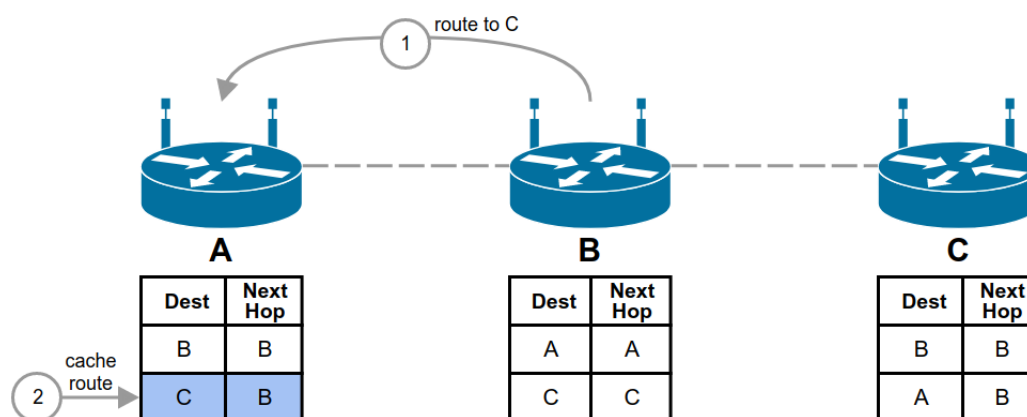 route to C
1
A
B
C
Dest Next Hop
B B
C B
Dest Next Hop
A A
C C
Dest Next Hop
B B
A B
cache route
2